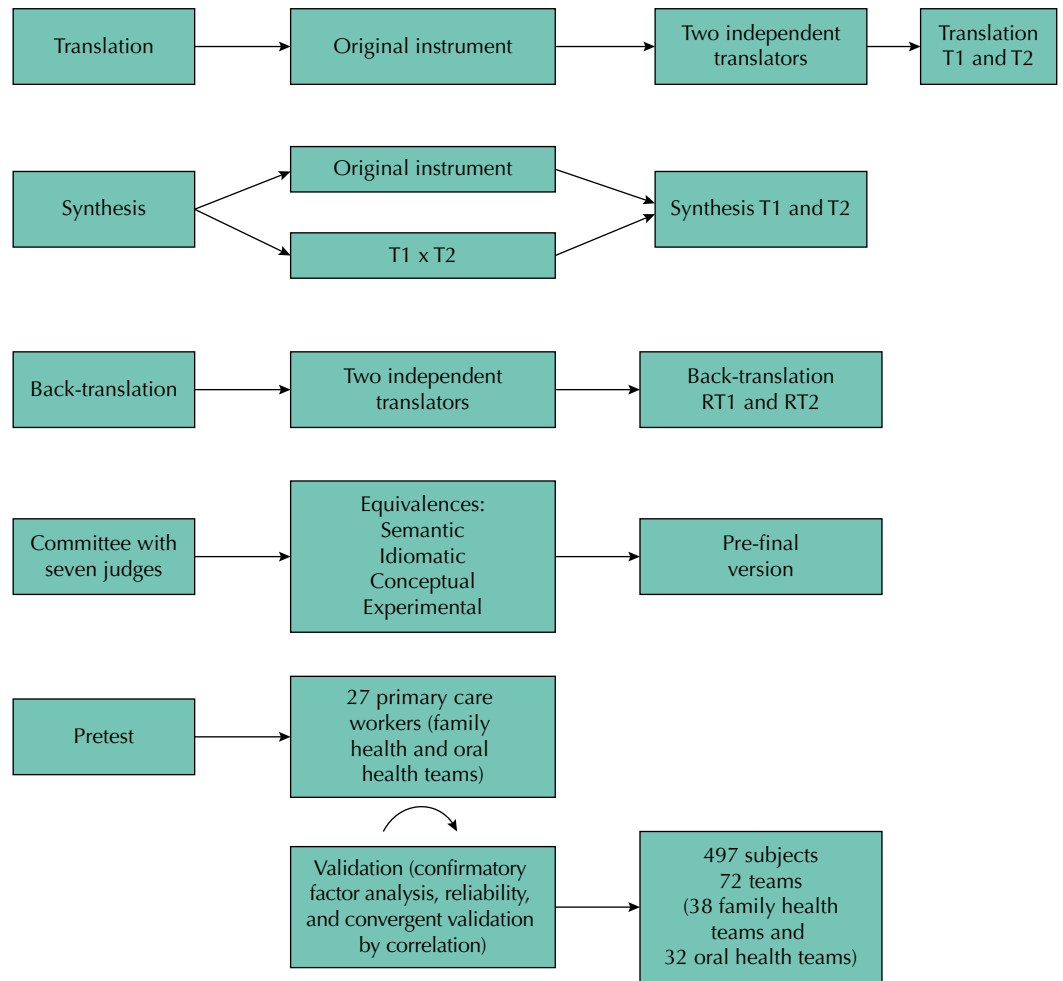 Translation
Original instrument
Two independent
translators
Translation
T1 and T2
Synthesis
Original instrument
T1 x T2
Synthesis T1 and T2
Back-translation
Two independent
translators
Back-translation
RT1 and RT2
Committee with
seven judges
Equivalences:
Semantic
Idiomatic
Conceptual
Experimental
Pre-final
version
Pretest
27 primary care
workers (family
health and oral
health teams)
Validation (confirmatory
factor analysis, reliability,
and convergent validation
by correlation)
497 subjects
72 teams
(38 family health
teams and
32 oral health teams)